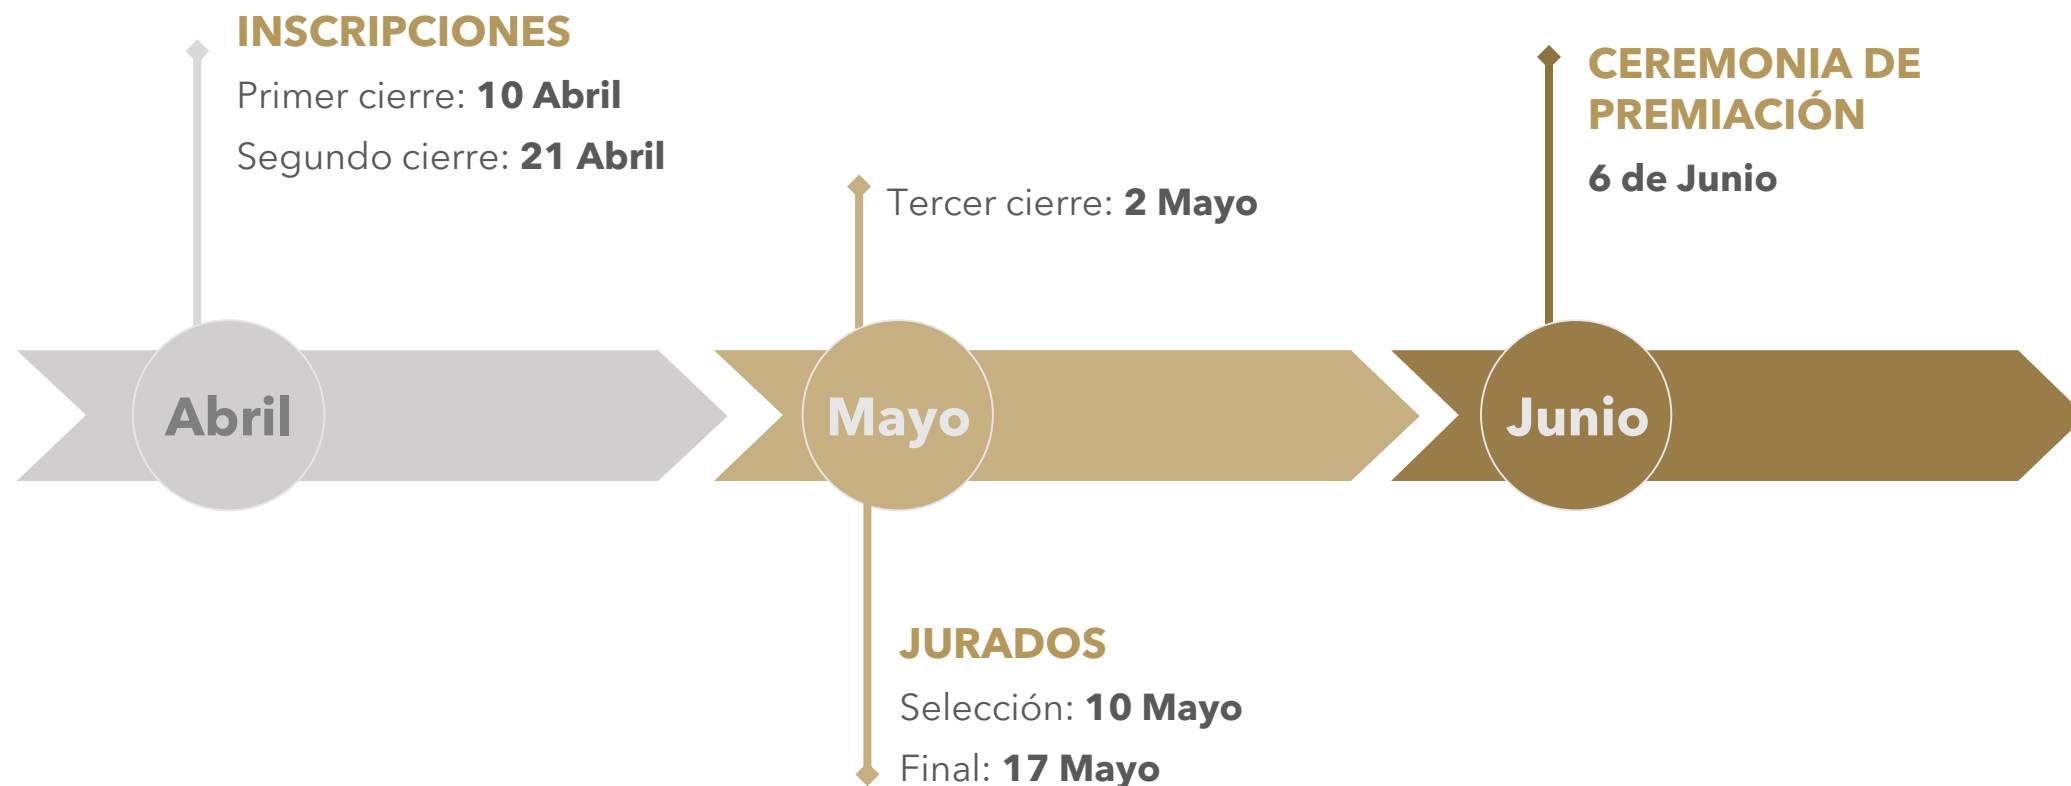 INSCRIPCIONES
Primer cierre: 10 Abril
Segundo cierre: 21 Abril
Tercer cierre: 2 Mayo
CEREMONIA DE
PREMIACIÓN
6 de Junio
Abril
Mayo
Junio
JURADOS
Selección: 10 Mayo
Final: 17 Mayo